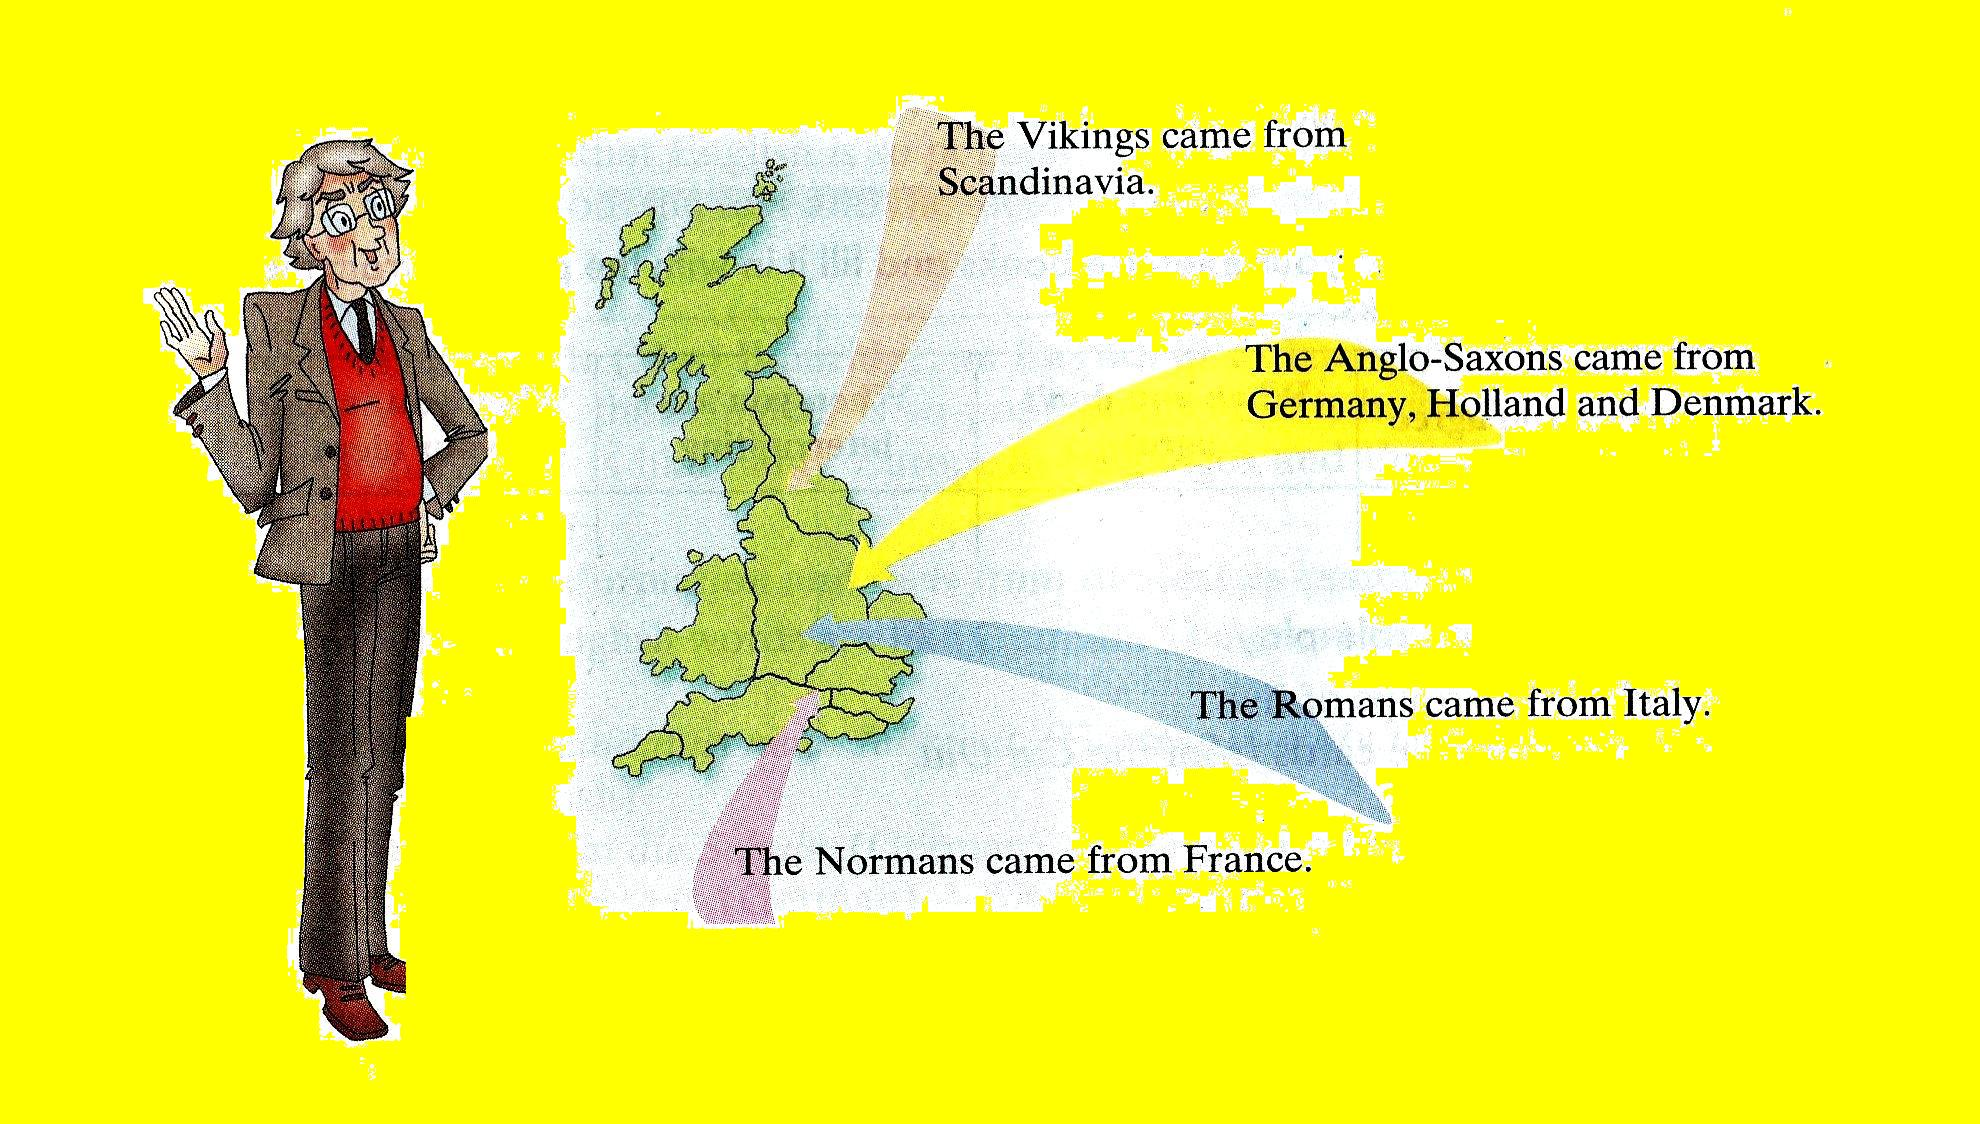 The Vikings came from
Scandinavia.
The Anglo-Saxons came from
Germany, Holland and Denmark.
The Romans came from Italy.
The Normans came from France.